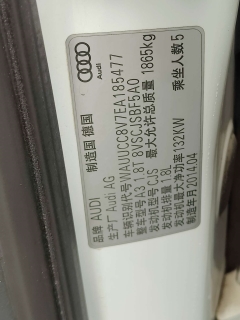 Audi
制造国 德国
品牌 AUDI
生产厂 Audi AG
车辆识别代号 WAUUCC8V7EA185477
整车型号 A3 1.8T 8VSCJSBF5A0
发动机型号 CJS 最大允许总质量 1865kg
发动机排量 1.8L
发动机最大净功率 132KW 乘坐人数 5
制造年月 2014.04